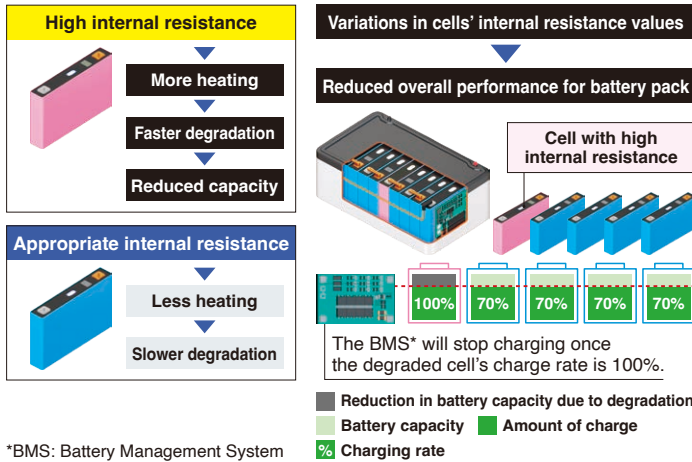 High internal resistance
More heating
Faster degradation
Reduced capacity
Appropriate internal resistance
Less heating
Slower degradation
*BMS: Battery Management System
Variations in cells' internal resistance values
Reduced overall performance for battery pack
Cell with high
internal resistance
100% 70% 70% 70% 70%
The BMS* will stop charging once
the degraded cell's charge rate is 100%.
Reduction in battery capacity due to degradation
Battery capacity Amount of charge
% Charging rate